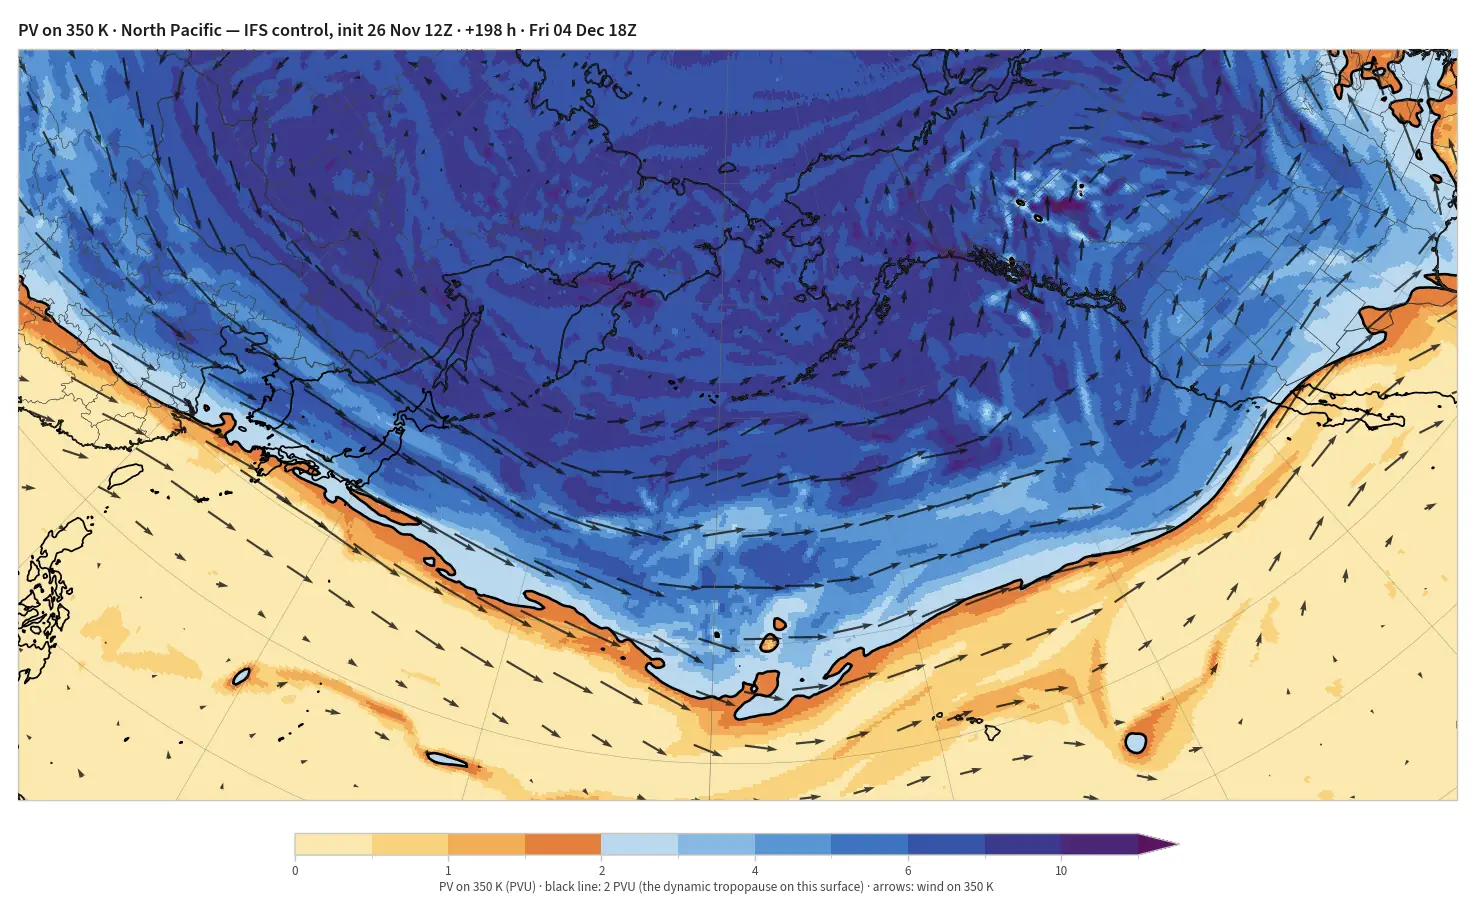 PV on 350 K · North Pacific — IFS control, init 26 Nov 12Z · +198 h · Fri 04 Dec 18Z
0 1 2 4 6 10
PV on 350 K (PVU) · black line: 2 PVU (the dynamic tropopause on this surface) · arrows: wind on 350 K